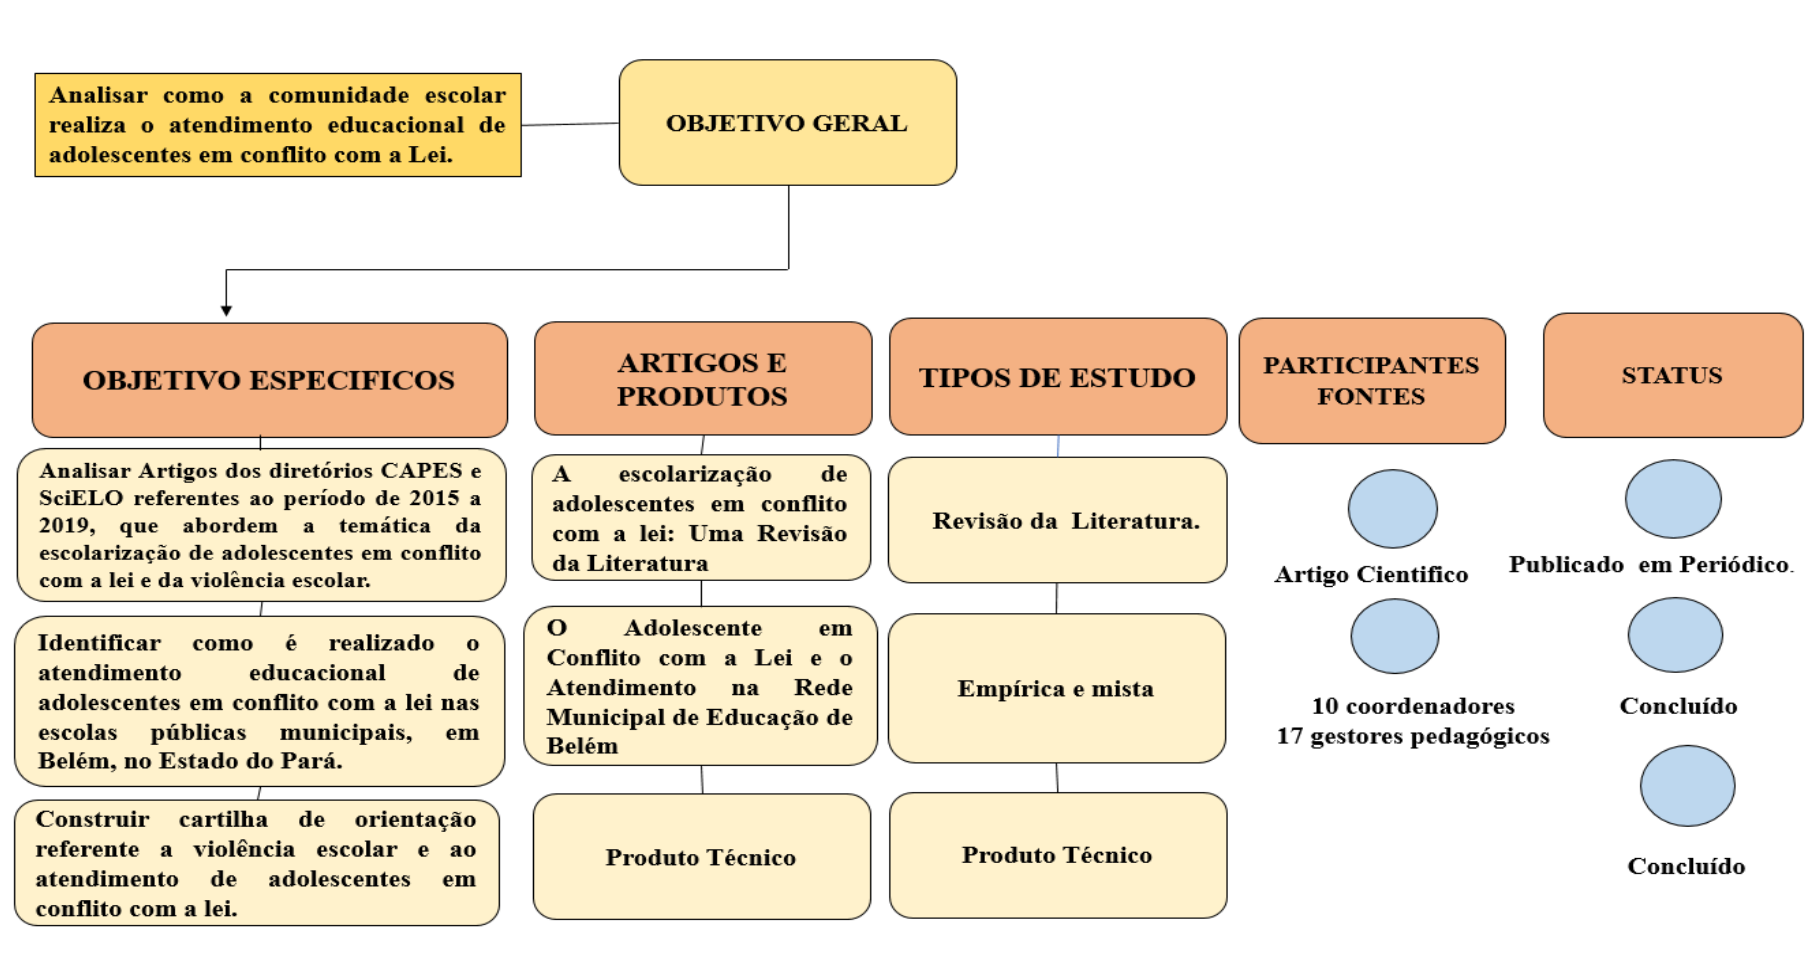 Analisar como a comunidade escolar
realiza o atendimento educacional de
adolescentes em conflito com a Lei.
OBJETIVO GERAL
OBJETIVO ESPECIFICOS
ARTIGOS E
PRODUTOS
TIPOS DE ESTUDO
PARTICIPANTES
FONTES
STATUS
Analisar Artigos dos diretórios CAPES e
SciELO referentes ao período de 2015 a
2019, que abordem a temática da
escolarização de adolescentes em conflito
com a lei e da violência escolar.
A escolarização de
adolescentes em conflito
com a lei: Uma Revisão
da Literatura
Revisão da Literatura.
Artigo Cientifico
Publicado em Periódico.
Identificar como é realizado o
atendimento educacional de
adolescentes em conflito com a lei nas
escolas públicas municipais, em
Belém, no Estado do Pará.
O Adolescente em
Conflito com a Lei e o
Atendimento na Rede
Municipal de Educação de
Belém
Empírica e mista
10 coordenadores
17 gestores pedagógicos
Concluído
Construir cartilha de orientação
referente a violência escolar e ao
atendimento de adolescentes em
conflito com a lei.
Produto Técnico
Produto Técnico
Concluído